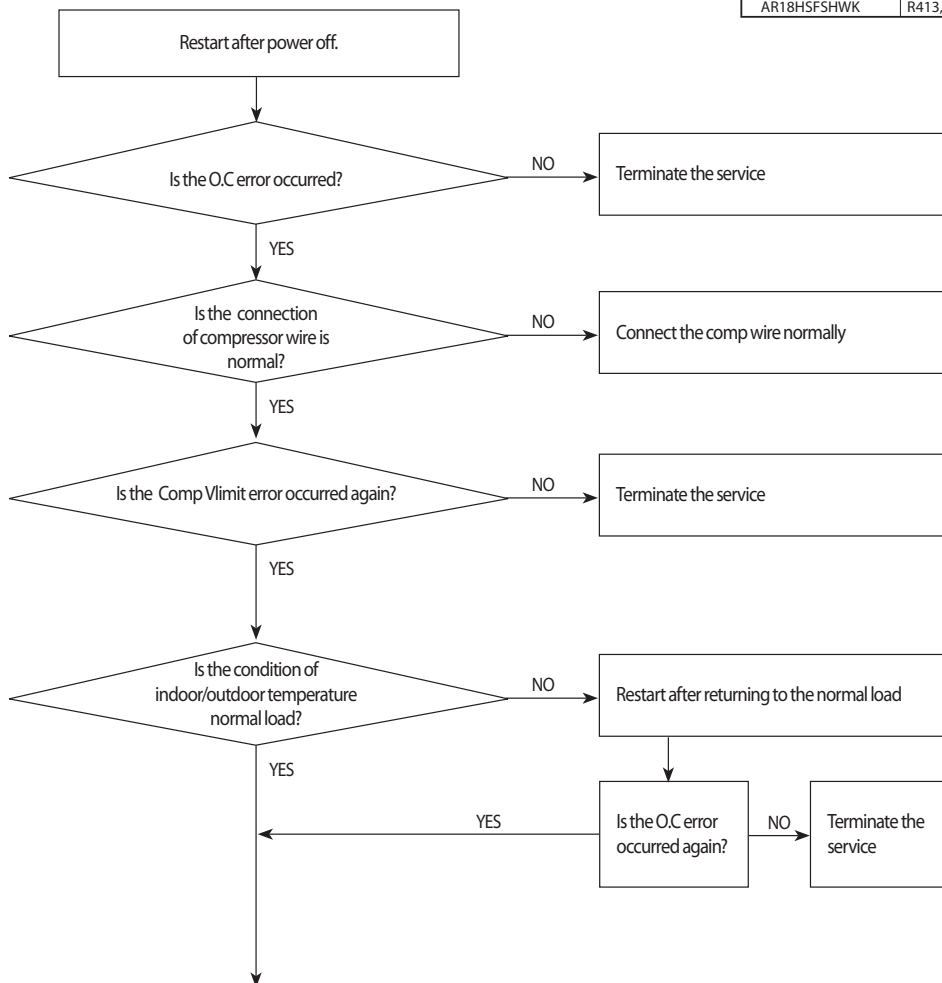 AR18HSFSHWK R413,
Restart after power off.
Is the O.C error occurred?
NO
Terminate the service
YES
Is the connection
of compressor wire is
normal?
NO
Connect the comp wire normally
YES
Is the Comp Vlimit error occurred again?
NO
Terminate the service
YES
Is the condition of
indoor/outdoor temperature
normal load?
NO
Restart after returning to the normal load
YES
YES
Is the O.C error
occurred again?
NO
Terminate the
service